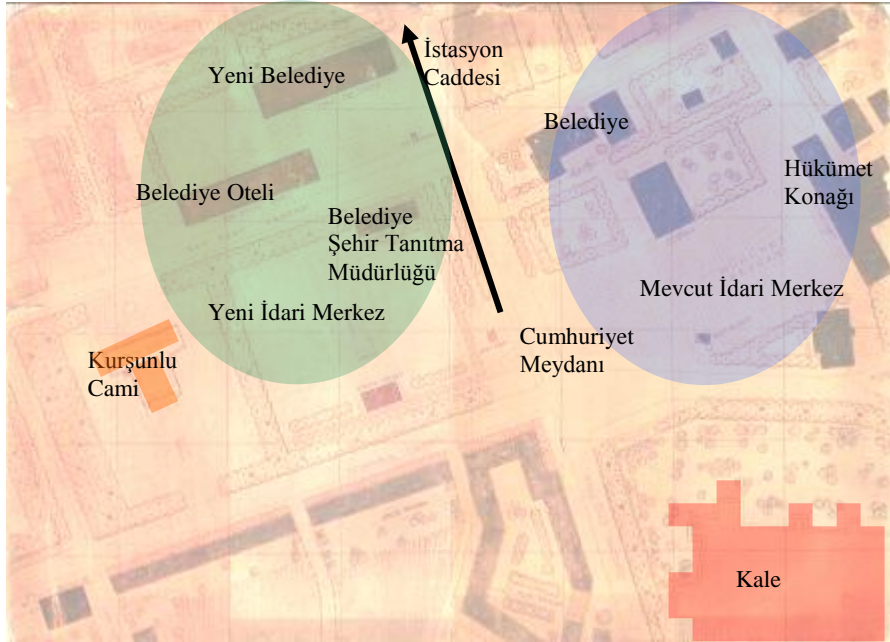 İstasyon
Caddesi
Yeni Belediye
Belediye
Hükümet
Konağı
Belediye Oteli
Belediye
Şehir Tanıtma
Müdürlüğü
Mevcut İdari Merkez
Yeni İdari Merkez
Cumhuriyet
Meydanı
Kurşunlu
Cami
Kale